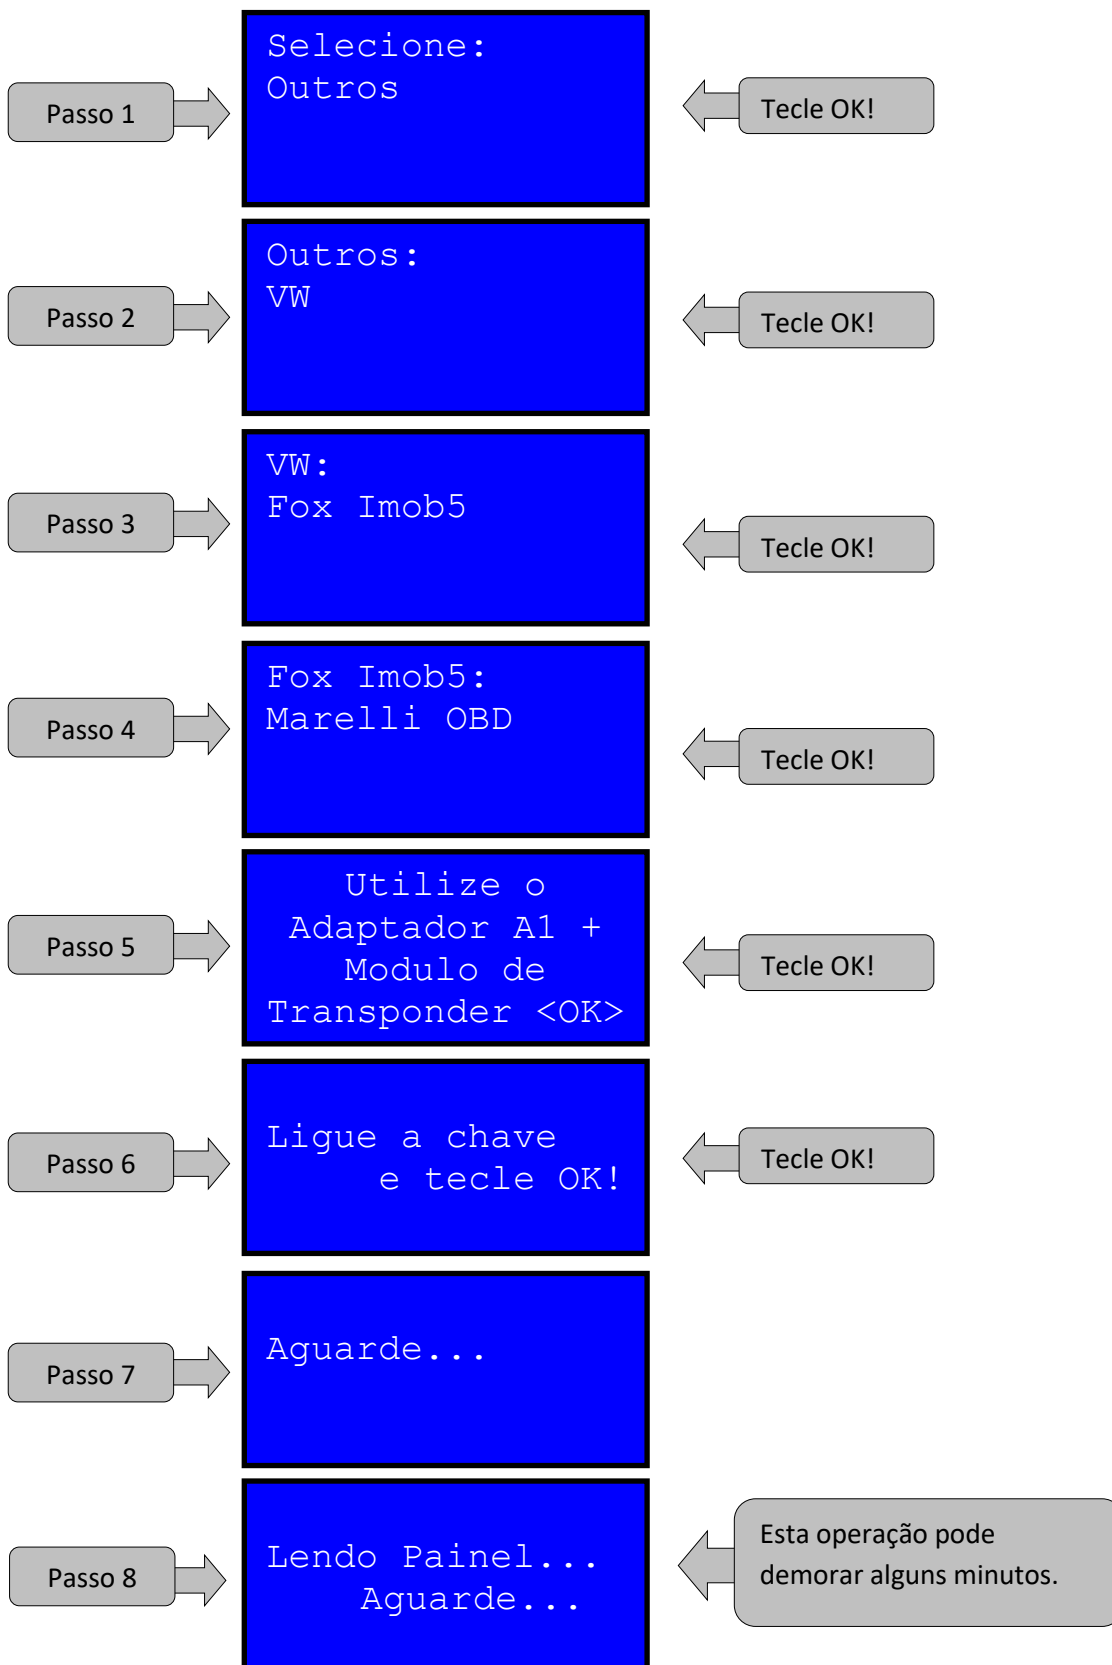 Passo 1
Selecione:
Outros
Tecle OK!
Passo 2
Outros:
VW
Tecle OK!
Passo 3
VW:
Fox Imob5
Tecle OK!
Passo 4
Fox Imob5:
Marelli OBD
Tecle OK!
Passo 5
Utilize o
Adaptador A1 +
Modulo de
Transponder <OK>
Tecle OK!
Passo 6
Ligue a chave
e tecle OK!
Tecle OK!
Passo 7
Aguarde...
Passo 8
Lendo Painel...
Aguarde...
Esta operação pode
demorar alguns minutos.